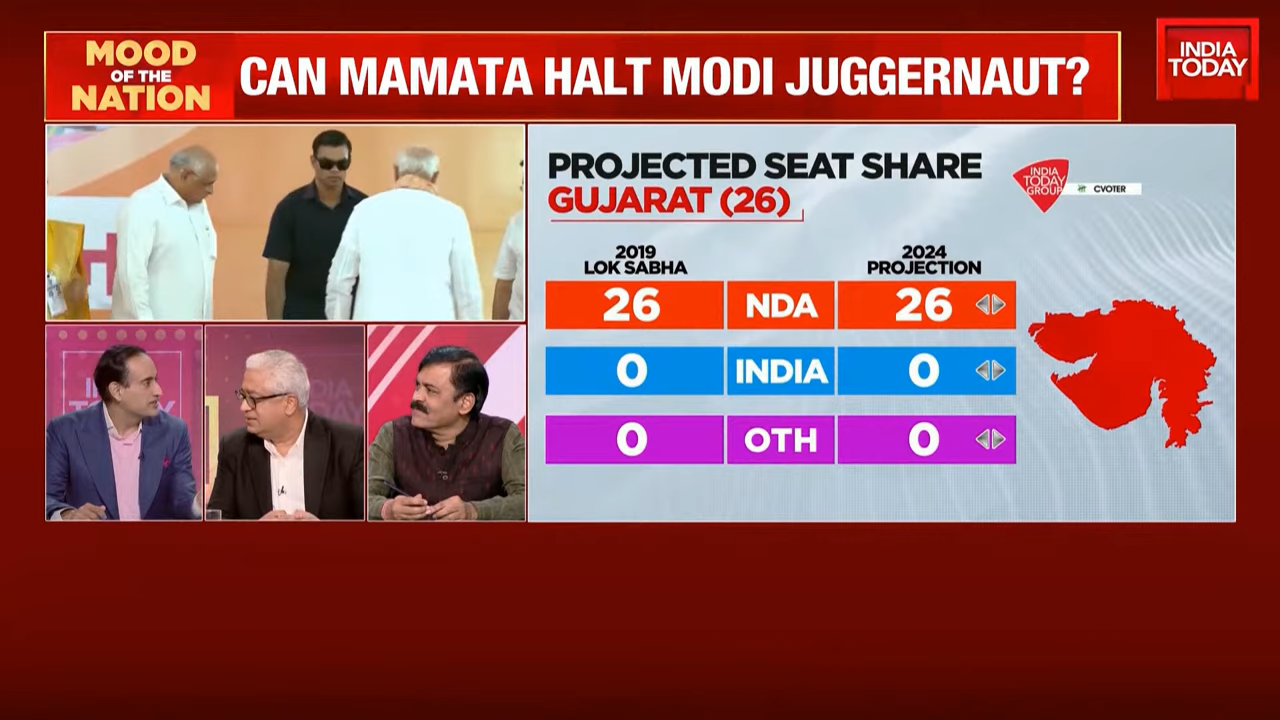 MOOD
OF THE
NATION
CAN MAMATA HALT MODI JUGGERNAUT?
INDIA
TODAY
PROJECTED SEAT SHARE
GUJARAT (26)
INDIA
TODAY
GROUP
CVOTER
2019
LOK SABHA
2024
PROJECTION
26 NDA 26
0 INDIA 0
0 OTH 0